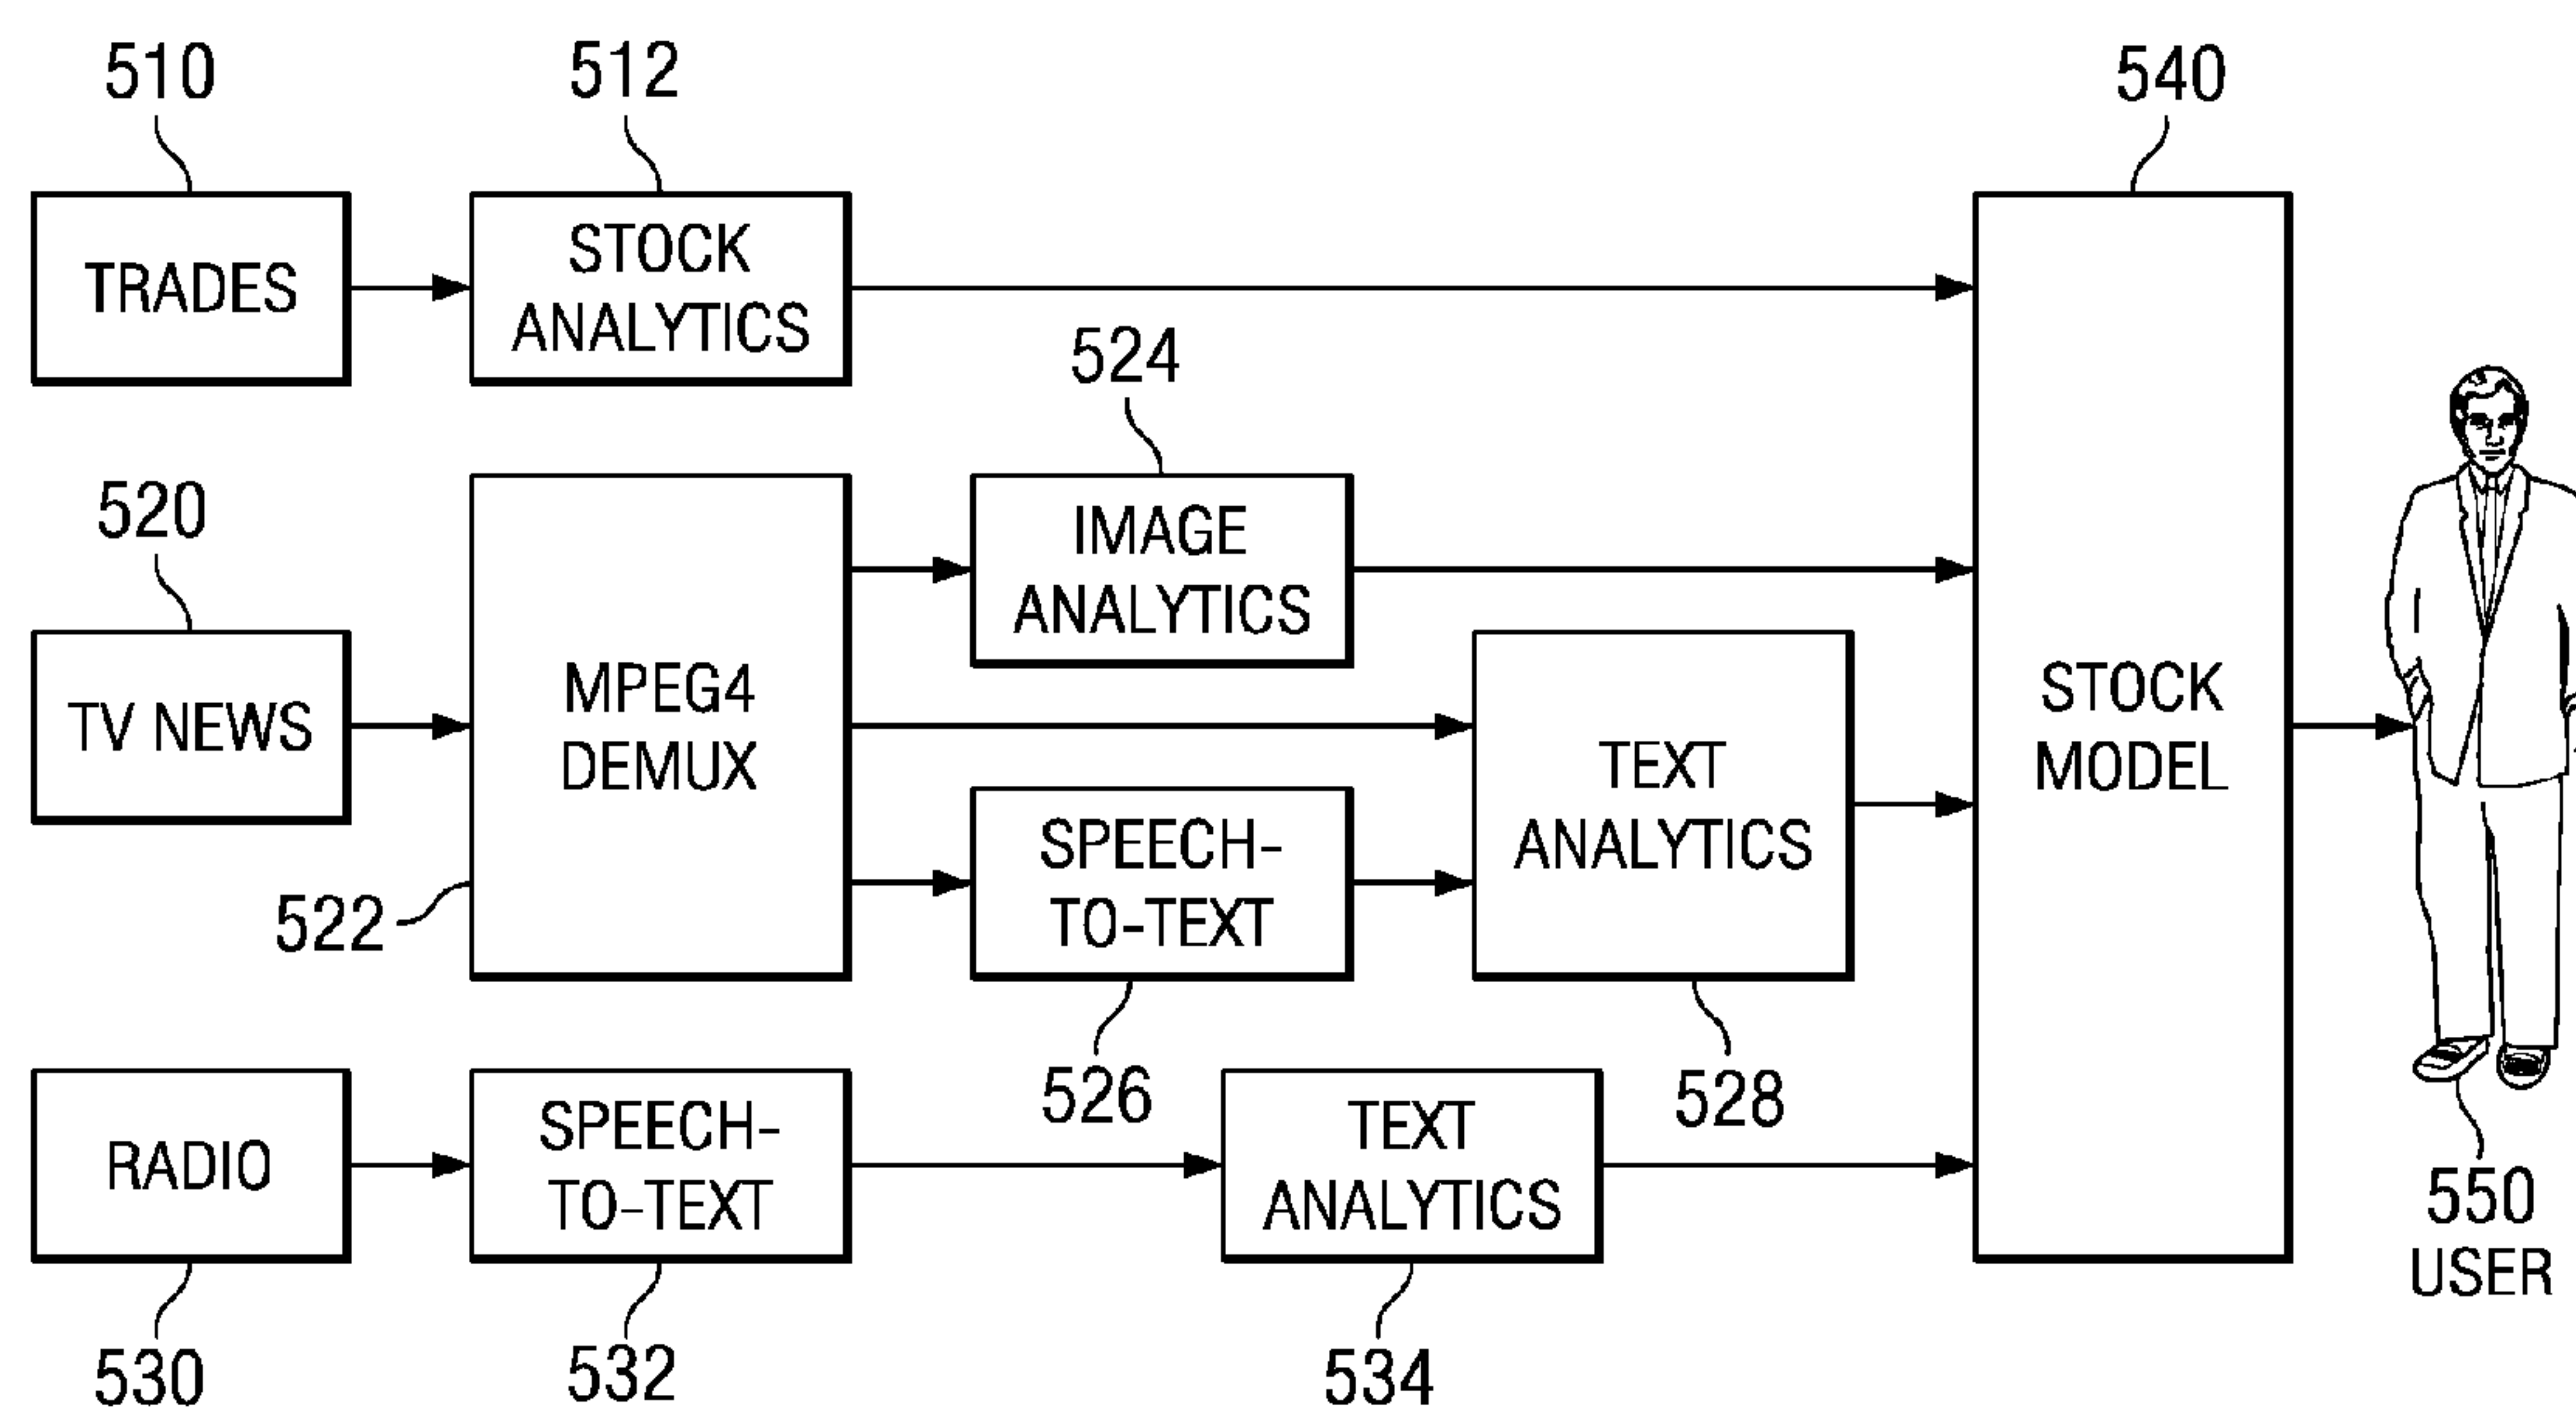 510
512
540
TRADES
STOCK
ANALYTICS
524
520
IMAGE
ANALYTICS
TV NEWS
MPEG4
DEMUX
522
SPEECH-
TO-TEXT
TEXT
ANALYTICS
STOCK
MODEL
526
528
RADIO
SPEECH-
TO-TEXT
TEXT
ANALYTICS
530
532
534
550
USER